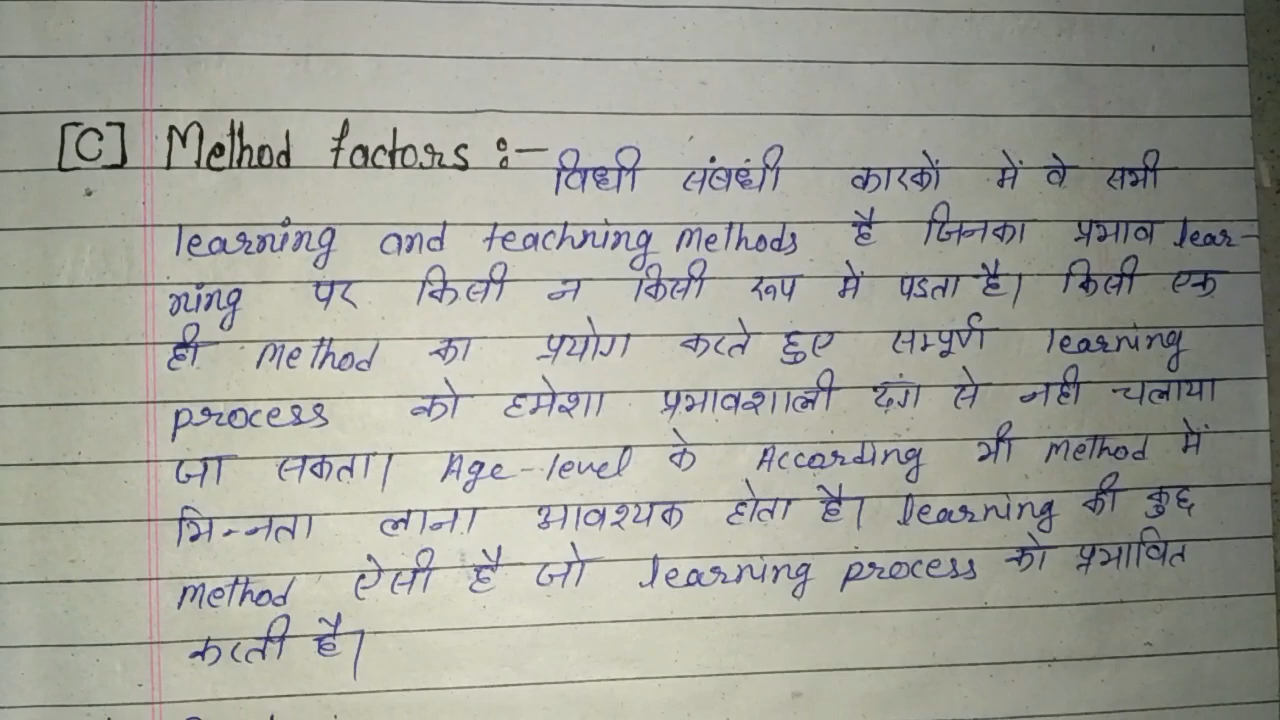 [C] Method factors :-
विधी संबंधी कारकों में वे सभी
learning and teachning methods है जिनका प्रभाव lear-
ning पर किसी न किसी रूप में पडता है। किसी एक
ही method का प्रयोग करते हुए सम्पूर्ण learning
process को हमेशा प्रभावशाली ढंग से नही चलाया
जा सकता। Age-level के According भी method में
भिन्नता लाना आवश्यक होता है। learning की कुछ
method ऐसी है जो learning process को प्रभावित
करती है।